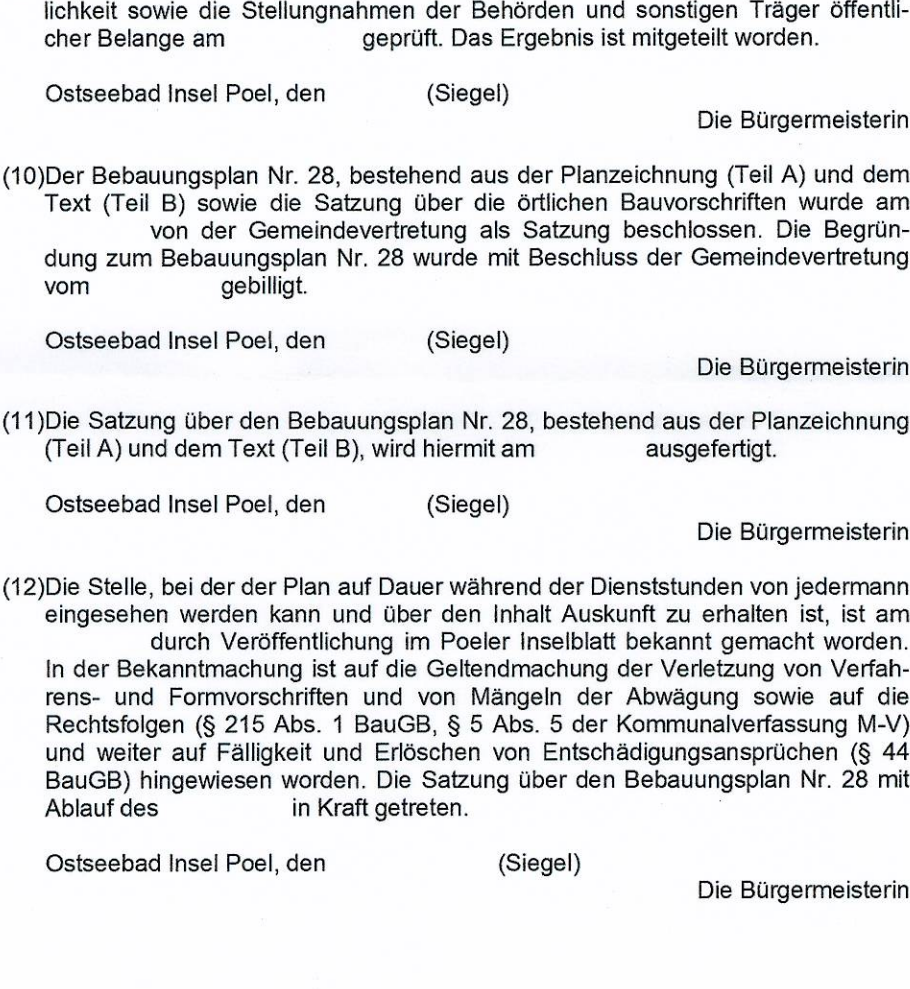 lichkeit sowie die Stellungnahmen der Behörden und sonstigen Träger öffentli-
cher Belange am geprüft. Das Ergebnis ist mitgeteilt worden.
Ostseebad Insel Poel, den (Siegel)
Die Bürgermeisterin
(10)Der Bebauungsplan Nr. 28, bestehend aus der Planzeichnung (Teil A) und dem
Text (Teil B) sowie die Satzung über die örtlichen Bauvorschriften wurde am
von der Gemeindevertretung als Satzung beschlossen. Die Begrün-
dung zum Bebauungsplan Nr. 28 wurde mit Beschluss der Gemeindevertretung
vom gebilligt.
Ostseebad Insel Poel, den (Siegel)
Die Bürgermeisterin
(11)Die Satzung über den Bebauungsplan Nr. 28, bestehend aus der Planzeichnung
(Teil A) und dem Text (Teil B), wird hiermit am ausgefertigt.
Ostseebad Insel Poel, den (Siegel)
Die Bürgermeisterin
(12)Die Stelle, bei der der Plan auf Dauer während der Dienststunden von jedermann
eingesehen werden kann und über den Inhalt Auskunft zu erhalten ist, ist am
durch Veröffentlichung im Poeler Inselblatt bekannt gemacht worden.
In der Bekanntmachung ist auf die Geltendmachung der Verletzung von Verfah-
rens- und Formvorschriften und von Mängeln der Abwägung sowie auf die
Rechtsfolgen (§ 215 Abs. 1 BauGB, § 5 Abs. 5 der Kommunalverfassung M-V)
und weiter auf Fälligkeit und Erlöschen von Entschädigungsansprüchen (§ 44
BauGB) hingewiesen worden. Die Satzung über den Bebauungsplan Nr. 28 mit
Ablauf des in Kraft getreten.
Ostseebad Insel Poel, den (Siegel)
Die Bürgermeisterin